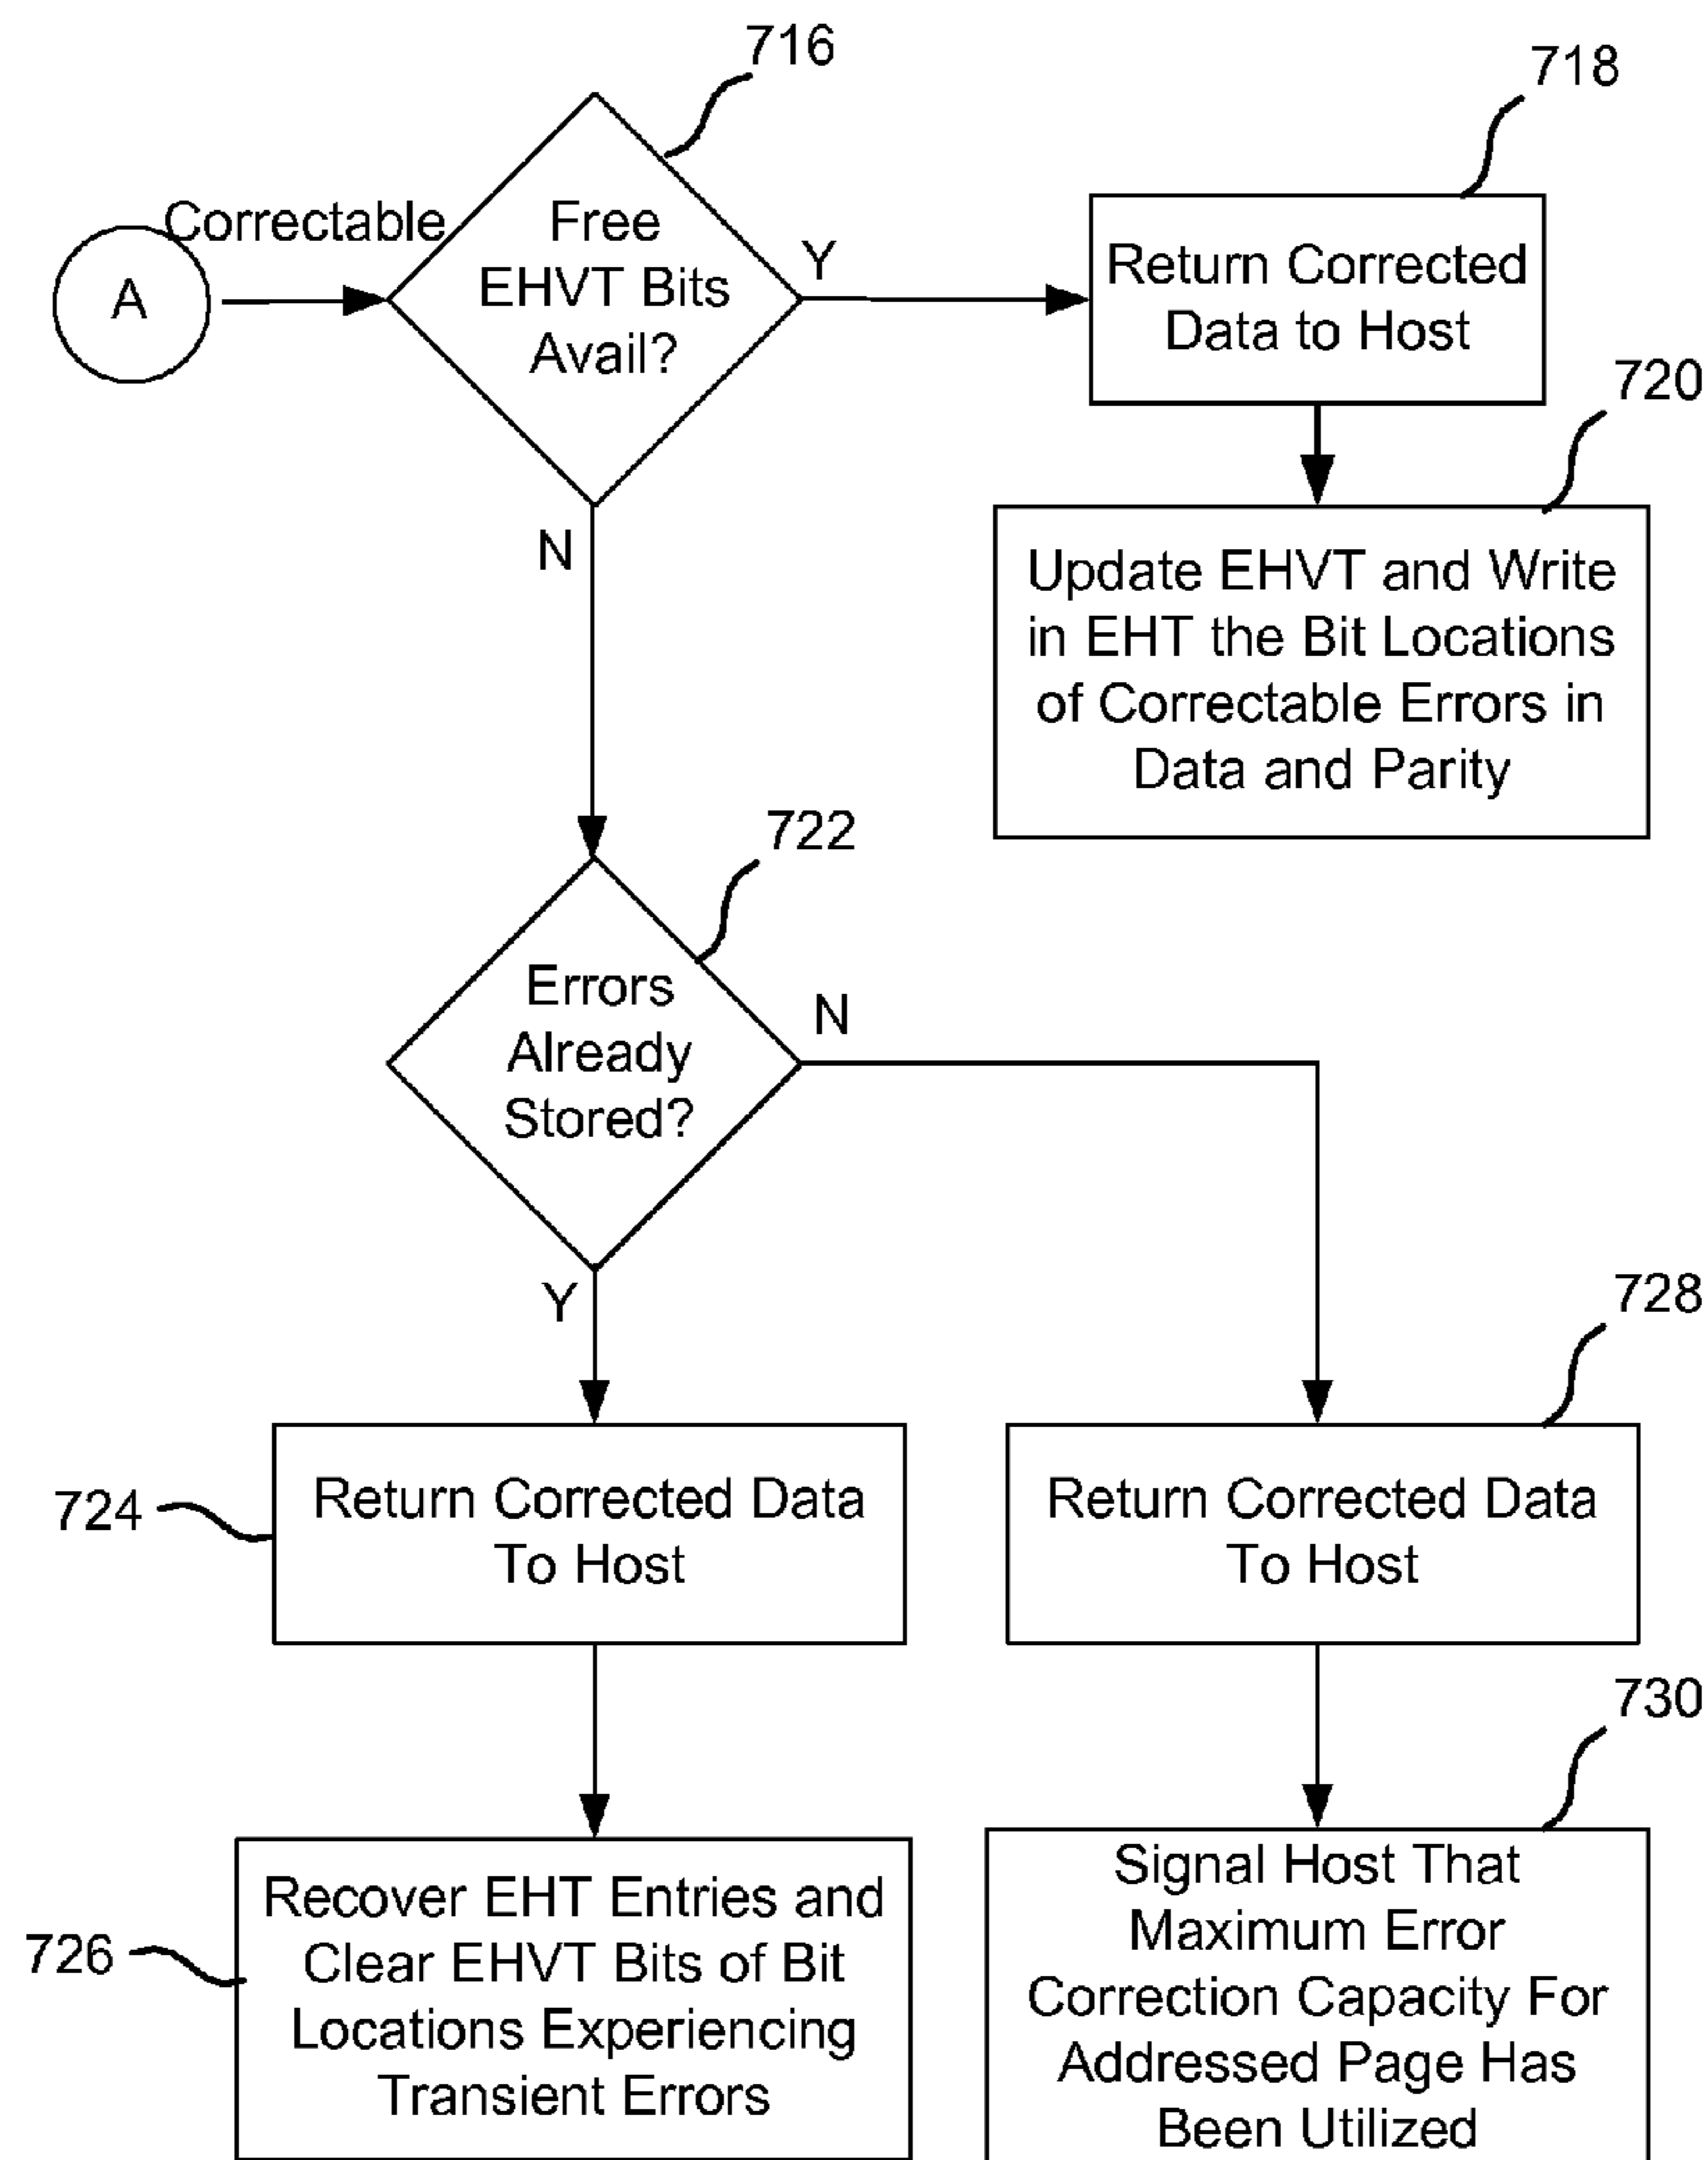 716
718
Correctable
A
Free
EHVT Bits
Avail?
Y
Return Corrected
Data to Host
720
N
Update EHVT and Write
in EHT the Bit Locations
of Correctable Errors in
Data and Parity
722
Errors
Already
Stored?
N
Y
728
724
Return Corrected Data
To Host
Return Corrected Data
To Host
730
726
Recover EHT Entries and
Clear EHVT Bits of Bit
Locations Experiencing
Transient Errors
Signal Host That
Maximum Error
Correction Capacity For
Addressed Page Has
Been Utilized